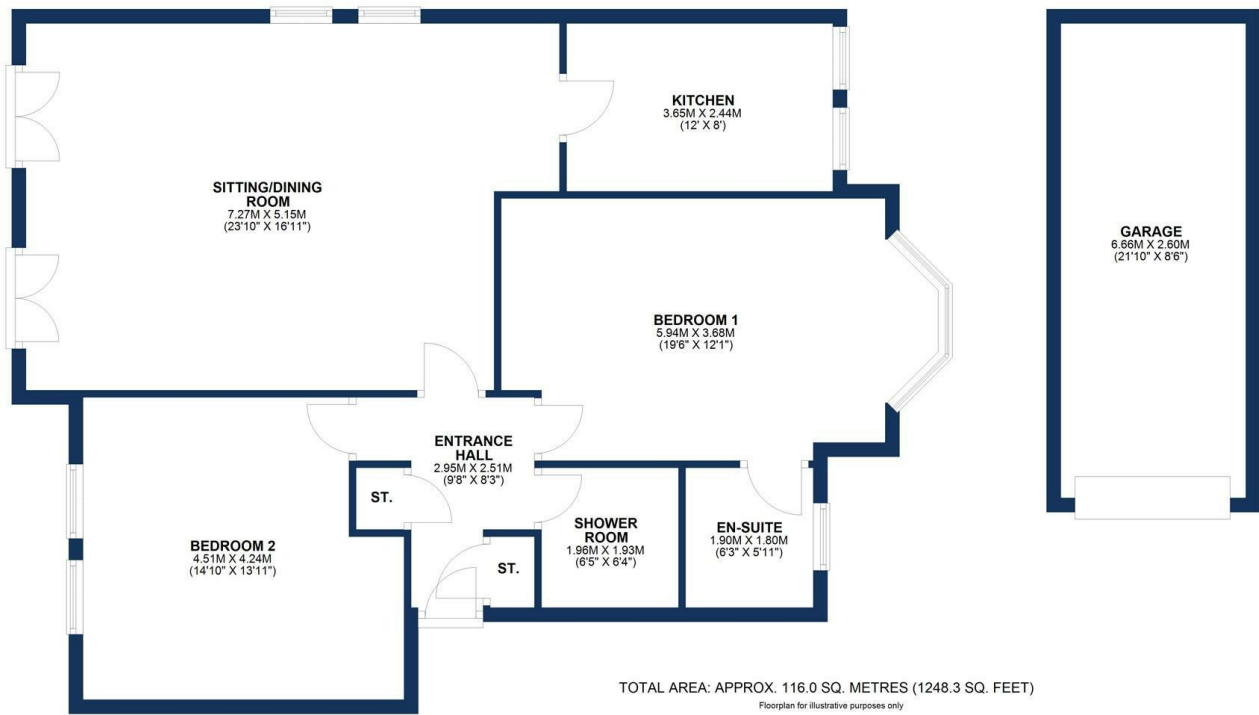 KITCHEN
3.65M X 2.44M
(12' X 8')
SITTING/DINING
ROOM
7.27M X 5.15M
(23'10" X 16'11")
GARAGE
6.66M X 2.60M
(21'10" X 8'6")
BEDROOM 1
5.94M X 3.68M
(19'6" X 12'1")
ENTRANCE
HALL
2.95M X 2.51M
(9'8" X 8'3")
ST.
BEDROOM 2
4.51M X 4.24M
(14'10" X 13'11")
SHOWER
ROOM
1.96M X 1.93M
(6'5" X 6'4")
EN-SUITE
1.90M X 1.80M
(6'3" X 5'11")
ST.
TOTAL AREA: APPROX. 116.0 SQ. METRES (1248.3 SQ. FEET)
Floorplan for illustrative purposes only